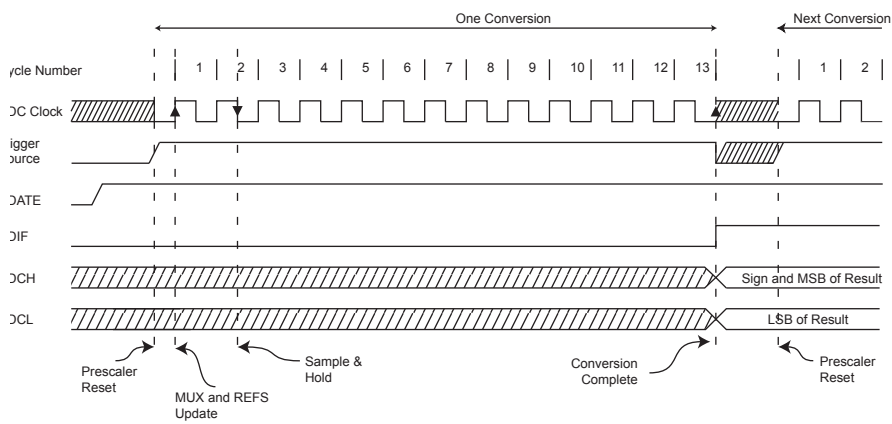 One Conversion
Next Conversion
ycle Number
1 2 3 4 5 6 7 8 9 10 11 12 13 1 2
DC Clock
rigger
ource
DATE
DIF
DCH
Sign and MSB of Result
DCL
LSB of Result
Prescaler
Reset
MUX and REFS
Update
Sample &
Hold
Conversion
Complete
Prescaler
Reset